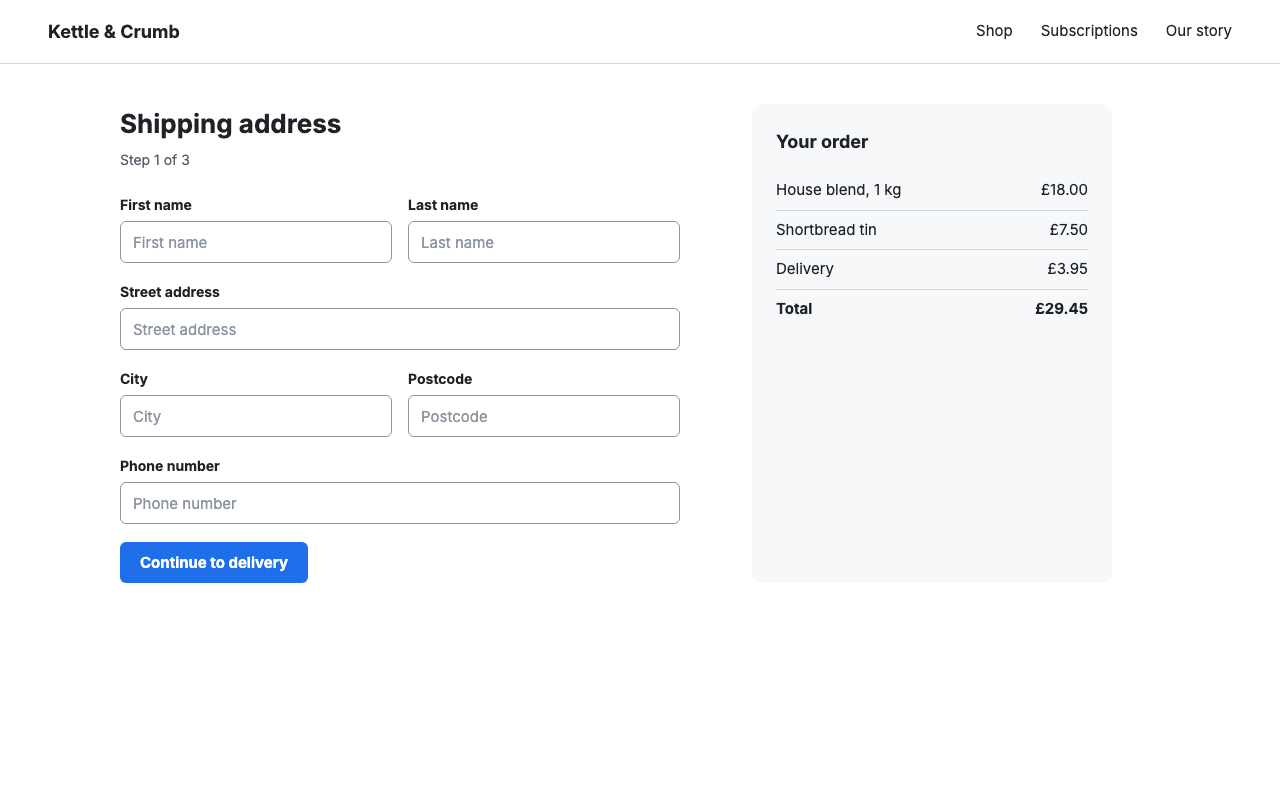 Kettle & Crumb
Shop Subscriptions Our story
Shipping address
Step 1 of 3
First name Last name
First name Last name
Street address
Street address
City Postcode
City Postcode
Phone number
Phone number
Continue to delivery
Your order
House blend, 1 kg £18.00
Shortbread tin £7.50
Delivery £3.95
Total £29.45